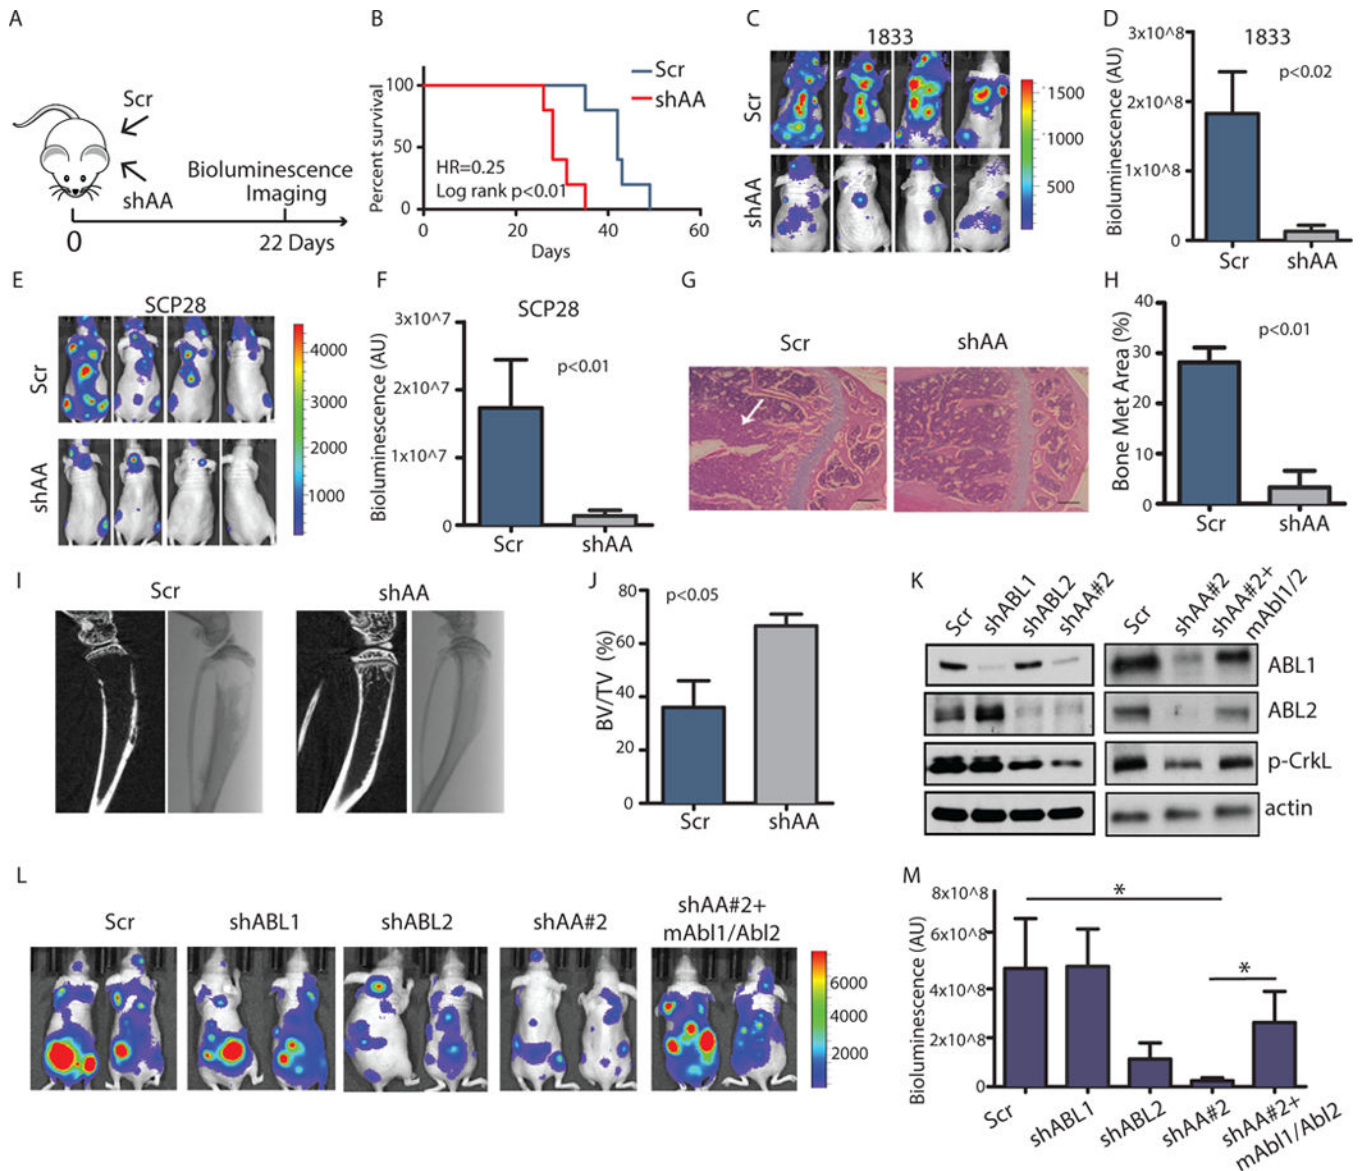 A
Scr
shAA
Bioluminescence
Imaging
0
22 Days
B
Percent survival
100
50
0
0
20
40
60
Days
Scr
shAA
HR=0.25
Log rank p<0.01
C
1833
Scr
shAA
1500
1000
500
D
1833
Bioluminescence (AU)
3x10^8
2x10^8
1x10^8
0
p<0.02
Scr
shAA
E
SCP28
Scr
shAA
4000
3000
2000
1000
F
SCP28
Bioluminescence (AU)
3x10^7
2x10^7
1x10^7
0
p<0.01
Scr
shAA
G
Scr
shAA
H
Bone Met Area (%)
40
30
20
10
0
p<0.01
Scr
shAA
I
Scr
shAA
J
BV/TV (%)
80
60
40
20
0
p<0.05
Scr
shAA
K
Scr
shABL1
shABL2
shAA#2
Scr
shAA#2
shAA#2+
mAbl1/2
ABL1
ABL2
p-CrkL
actin
L
Scr
shABL1
shABL2
shAA#2
shAA#2+
mAbl1/Abl2
6000
4000
2000
M
Bioluminescence (AU)
8x10^8
6x10^8
4x10^8
2x10^8
0
*
*
Scr
shABL1
shABL2
shAA#2
shAA#2+
mAbl1/Abl2